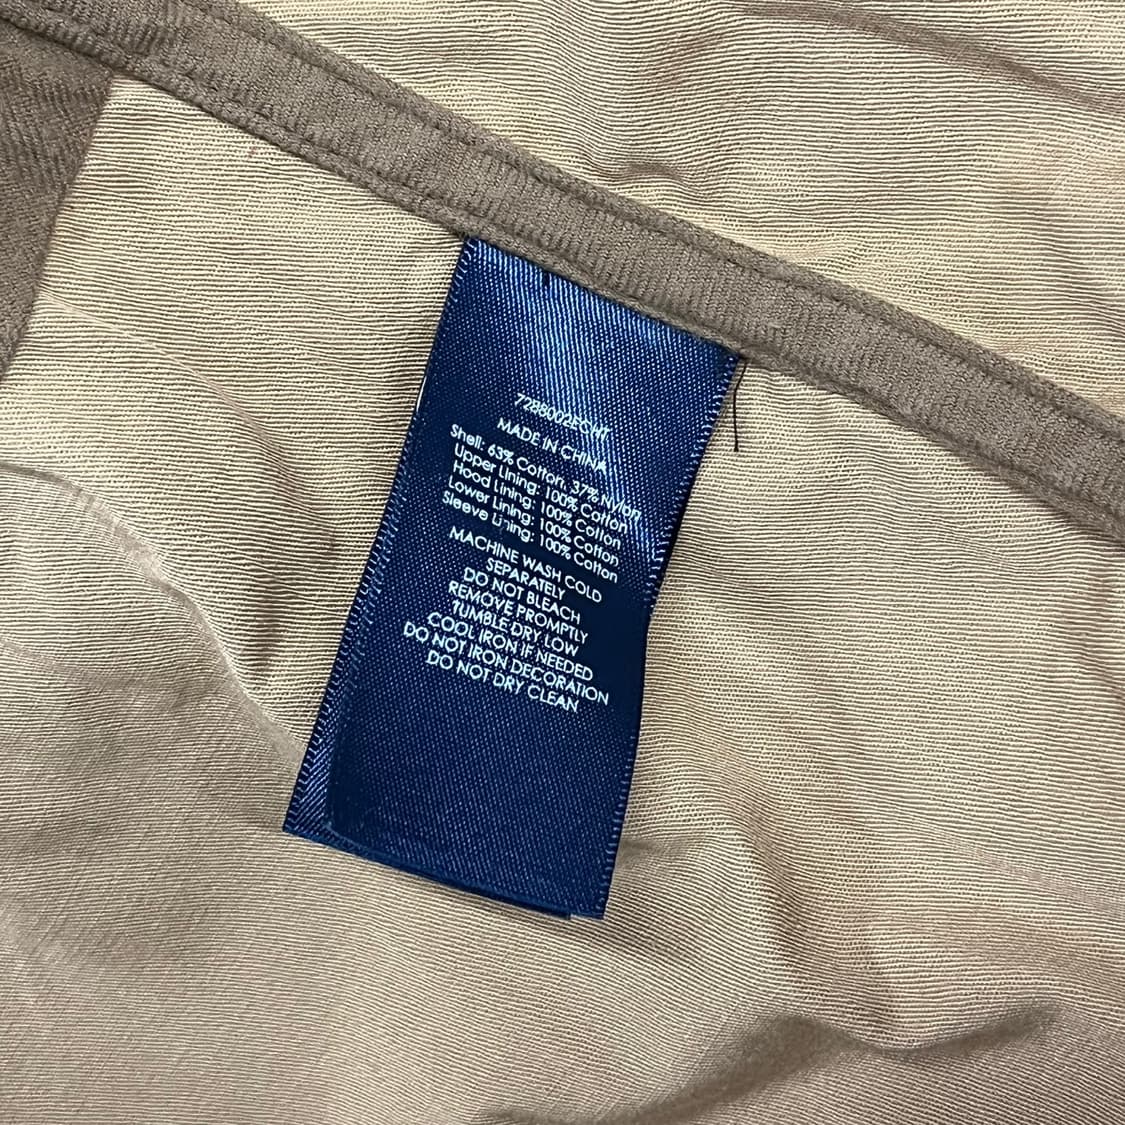 7288002ECHT
MADE IN CHINA
Shell: 63% Cotton, 37% Nylon
Upper Lining: 100% Cotton
Hood Lining: 100% Cotton
Lower Lining: 100% Cotton
Sleeve Lining: 100% Cotton
MACHINE WASH COLD
SEPARATELY
DO NOT BLEACH
REMOVE PROMPTLY
TUMBLE DRY LOW
COOL IRON IF NEEDED
DO NOT IRON DECORATION
DO NOT DRY CLEAN